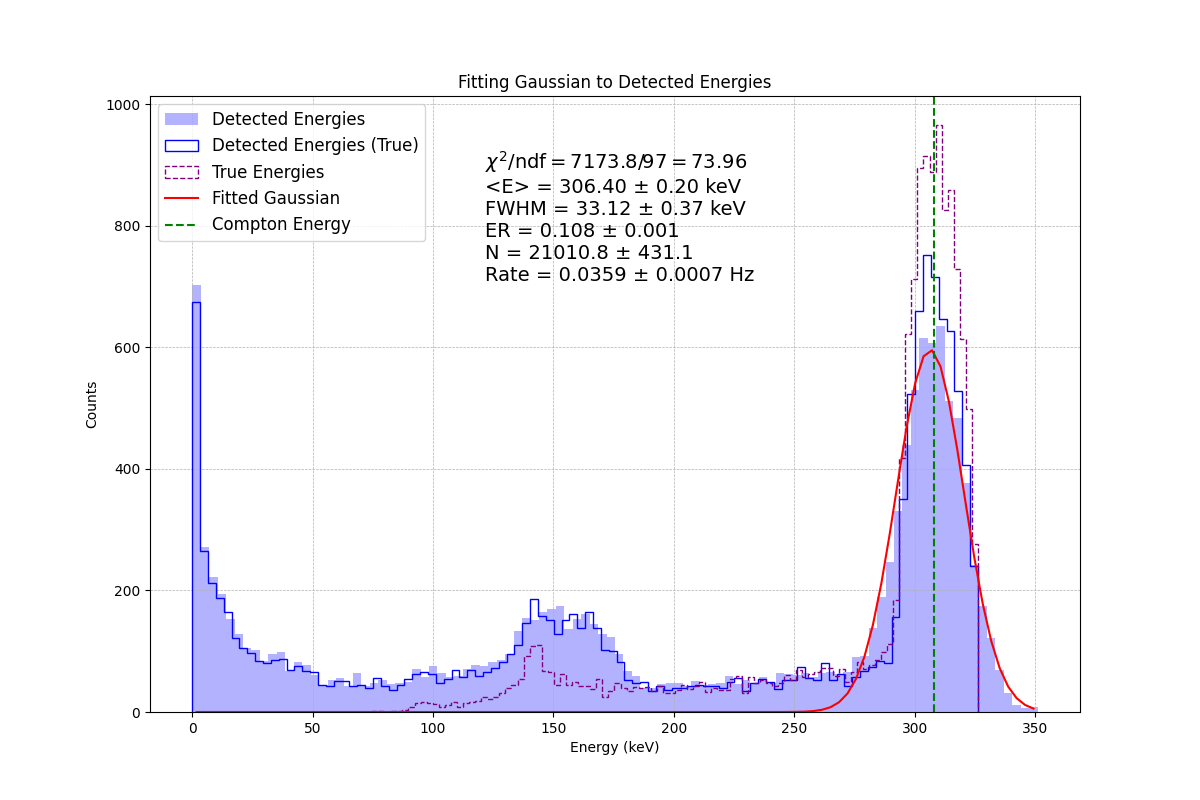 Fitting Gaussian to Detected Energies
Detected Energies
Detected Energies (True)
True Energies
Fitted Gaussian
Compton Energy
χ²/ndf = 7173.8/97 = 73.96
<E> = 306.40 ± 0.20 keV
FWHM = 33.12 ± 0.37 keV
ER = 0.108 ± 0.001
N = 21010.8 ± 431.1
Rate = 0.0359 ± 0.0007 Hz
Counts
1000
800
600
400
200
0
0 50 100 150 200 250 300 350
Energy (keV)